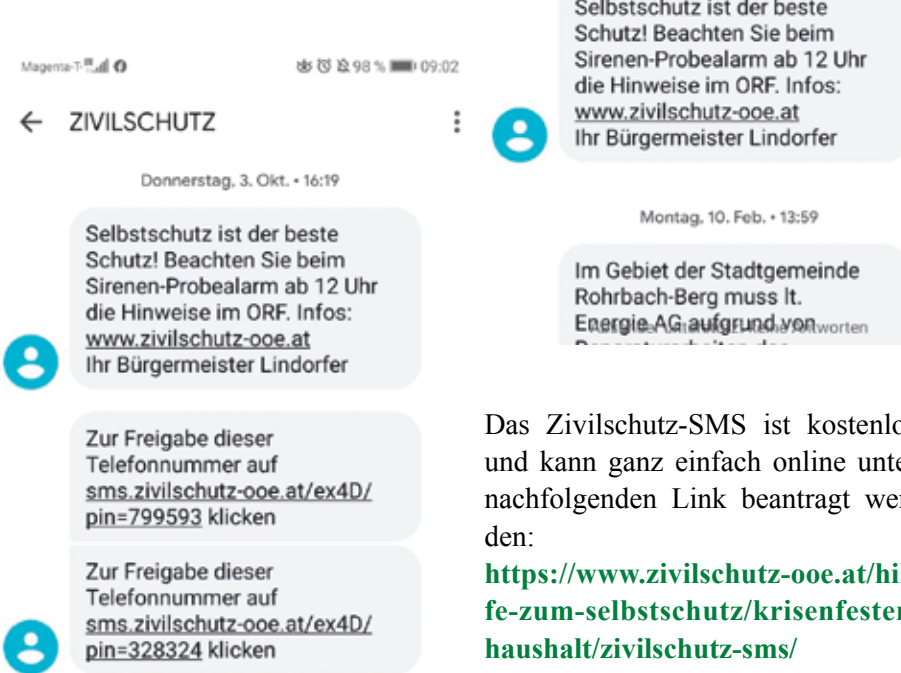 Magenta-T-
98 % 09:02
ZIVILSCHUTZ
Donnerstag, 3. Okt. • 16:19
Selbstschutz ist der beste
Schutz! Beachten Sie beim
Sirenen-Probealarm ab 12 Uhr
die Hinweise im ORF. Infos:
www.zivilschutz-ooe.at
Ihr Bürgermeister Lindorfer
Zur Freigabe dieser
Telefonnummer auf
sms.zivilschutz-ooe.at/ex4D/
pin=799593 klicken
Zur Freigabe dieser
Telefonnummer auf
sms.zivilschutz-ooe.at/ex4D/
pin=328324 klicken
Selbstschutz ist der beste
Schutz! Beachten Sie beim
Sirenen-Probealarm ab 12 Uhr
die Hinweise im ORF. Infos:
www.zivilschutz-ooe.at
Ihr Bürgermeister Lindorfer
Montag, 10. Feb. • 13:59
Im Gebiet der Stadtgemeinde
Rohrbach-Berg muss lt.
Energie AG aufgrund von
Das Zivilschutz-SMS ist kostenlo
und kann ganz einfach online unte
nachfolgenden Link beantragt wer
den:
https://www.zivilschutz-ooe.at/hil
fe-zum-selbstschutz/krisenfester
haushalt/zivilschutz-sms/